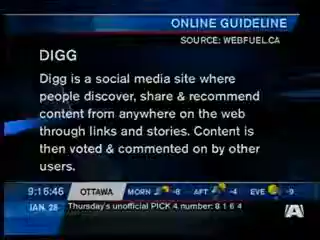 ONLINE GUIDELINE
SOURCE: WEBFUEL.CA
DIGG
Digg is a social media site where
people discover, share & recommend
content from anywhere on the web
through links and stories. Content is
then voted & commented on by other
users.
9:16:46 OTTAWA MORN -8 AFT -4 EVE -9
JAN. 28 Thursday's unofficial PICK 4 number: 8 1 6 4
A